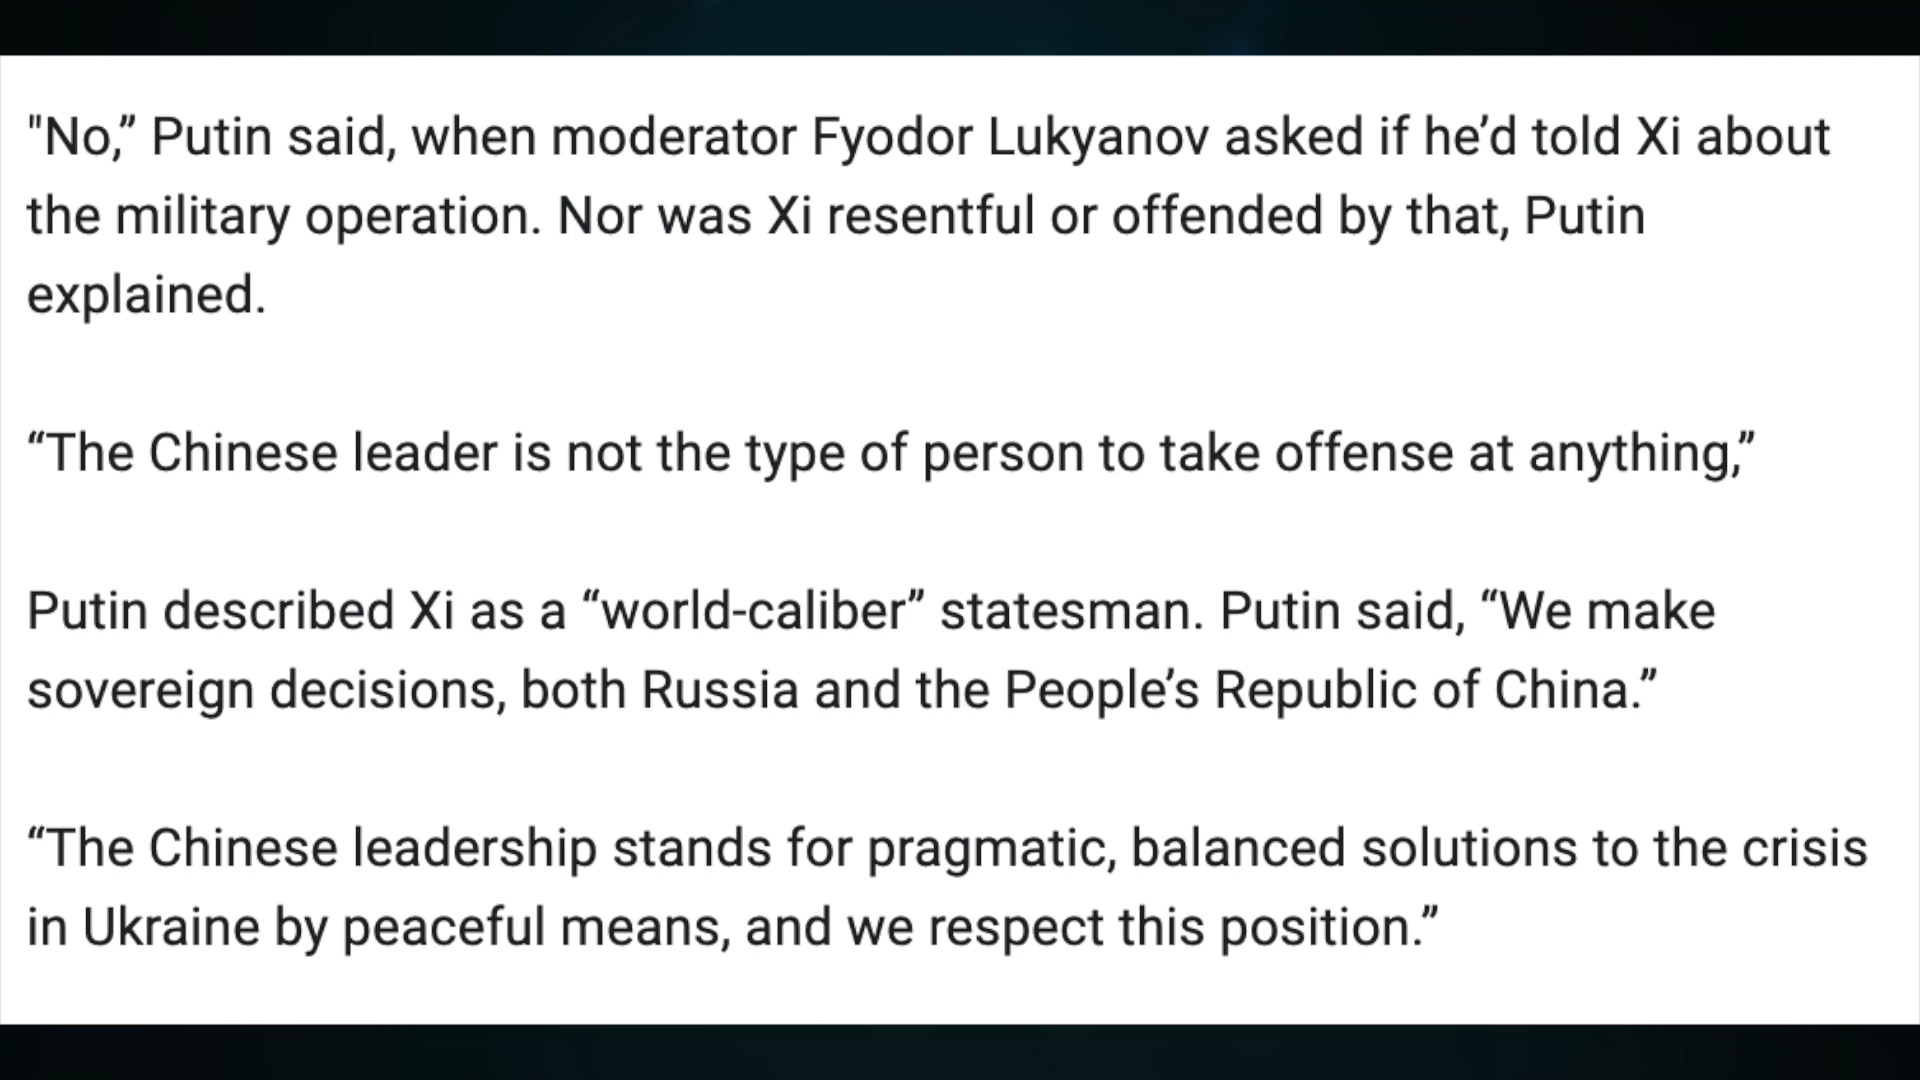 "No,” Putin said, when moderator Fyodor Lukyanov asked if he’d told Xi about
the military operation. Nor was Xi resentful or offended by that, Putin
explained.
“The Chinese leader is not the type of person to take offense at anything,”
Putin described Xi as a “world-caliber” statesman. Putin said, “We make
sovereign decisions, both Russia and the People’s Republic of China.”
“The Chinese leadership stands for pragmatic, balanced solutions to the crisis
in Ukraine by peaceful means, and we respect this position.”